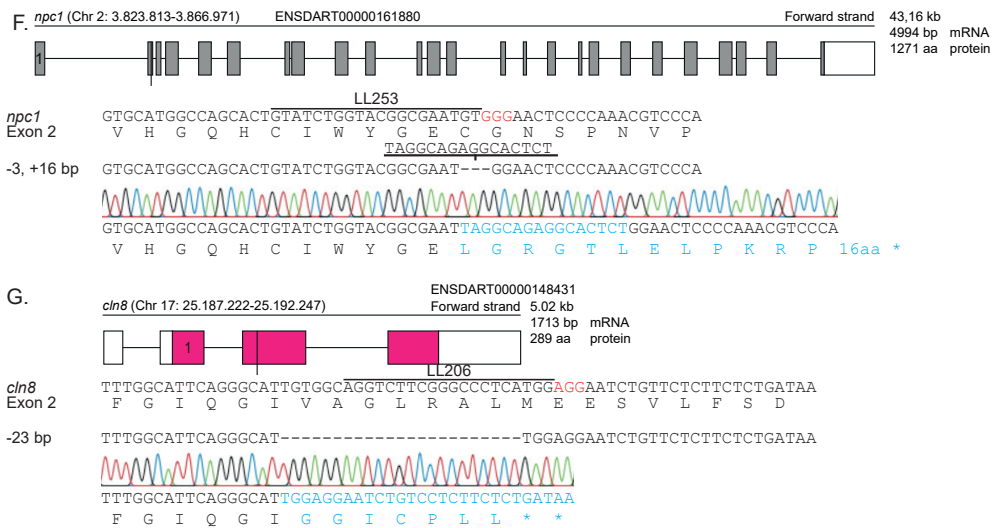 F. npc1 (Chr 2: 3.823.813-3.866.971) ENSDART00000161880 Forward strand 43,16 kb
4994 bp mRNA
1271 aa protein
1
LL253
npc1 GTGCATGGCCAGCACTGTATCTGGTACGGCGAATGTGGGAACTCCCCAAACGTCCCA
Exon 2 V H G Q H C I W Y G E C G N S P N V P
TAGGCAGAGGCACTCT
-3, +16 bp GTGCATGGCCAGCACTGTATCTGGTACGGCGAAT---GGAACTCCCCAAACGTCCCA
GTGCATGGCCAGCACTGTATCTGGTACGGCGAATTAGGCAGAGGCACTCTGGAACTCCCCAAACGTCCCA
V H G Q H C I W Y G E L G R G T L E L P K R P 16aa *
G. ENSDART00000148431
cln8 (Chr 17: 25.187.222-25.192.247) Forward strand 5.02 kb
1713 bp mRNA
289 aa protein
1
LL206
cln8 TTTGGCATTCAGGGCATTGTGGCAGGTCTTCGGGCCCTCATGGAGGAATCTGTTCTCTTCTCTGATAA
Exon 2 F G I Q G I V A G L R A L M E E S V L F S D
-23 bp TTTGGCATTCAGGGCAT-----------------------TGGAGGAATCTGTTCTCTTCTCTGATAA
TTTGGCATTCAGGGCATTGGAGGAATCTGTCCTCTTCTCTGATAA
F G I Q G I G G I C P L L * *